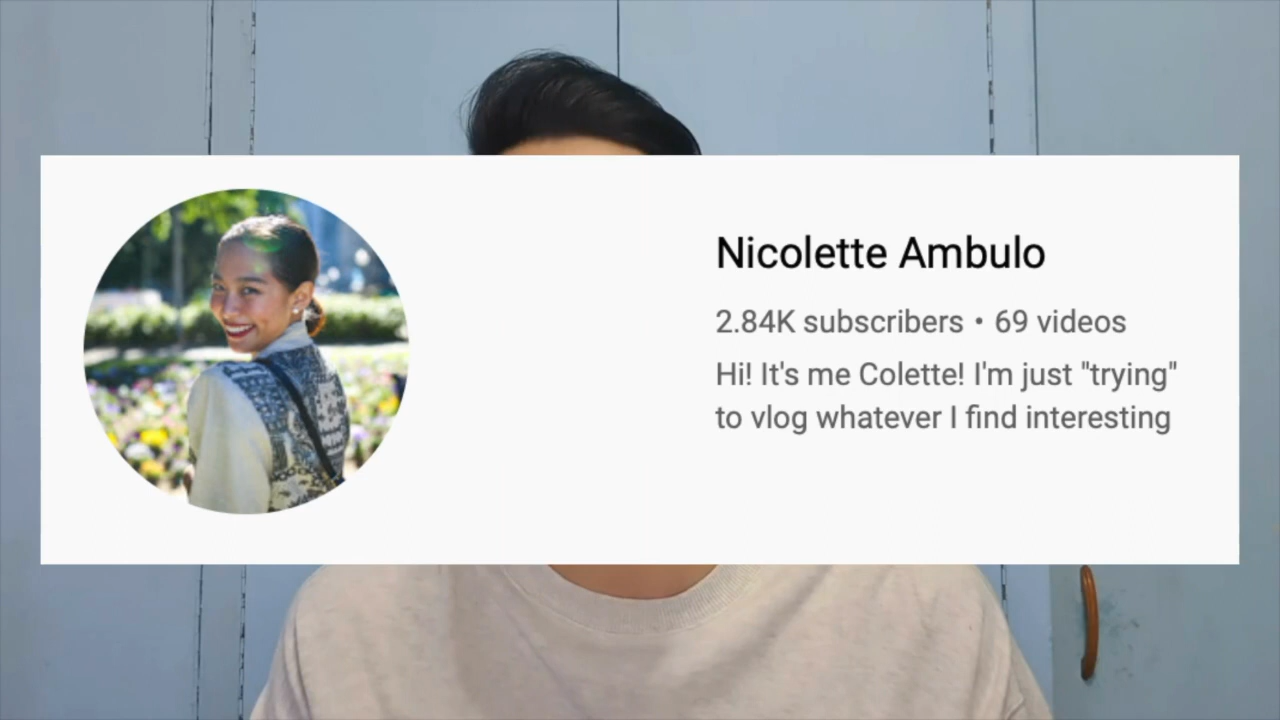 Nicolette Ambulo
2.84K subscribers • 69 videos
Hi! It's me Colette! I'm just "trying"
to vlog whatever I find interesting